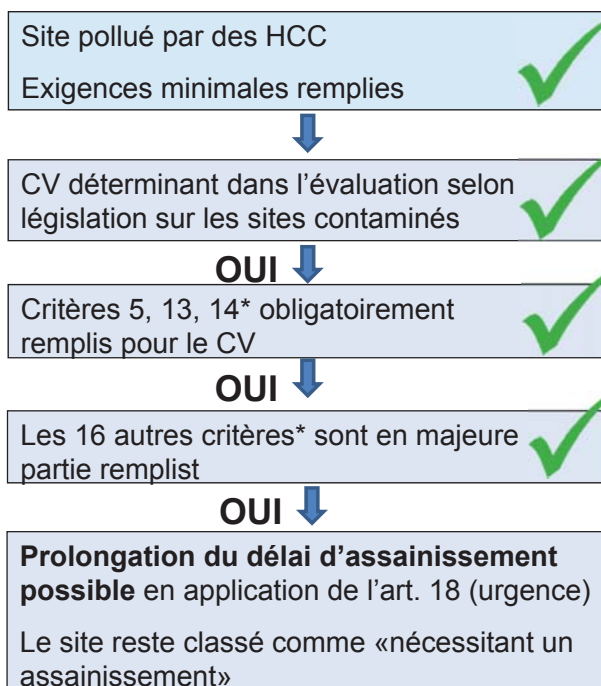 Site pollué par des HCC
Exigences minimales remplies
CV déterminant dans l’évaluation selon
législation sur les sites contaminés
OUI
Critères 5, 13, 14* obligatoirement
remplis pour le CV
OUI
Les 16 autres critères* sont en majeure
partie remplist
OUI
Prolongation du délai d’assainissement
possible en application de l’art. 18 (urgence)
Le site reste classé comme «nécessitant un
assainissement»